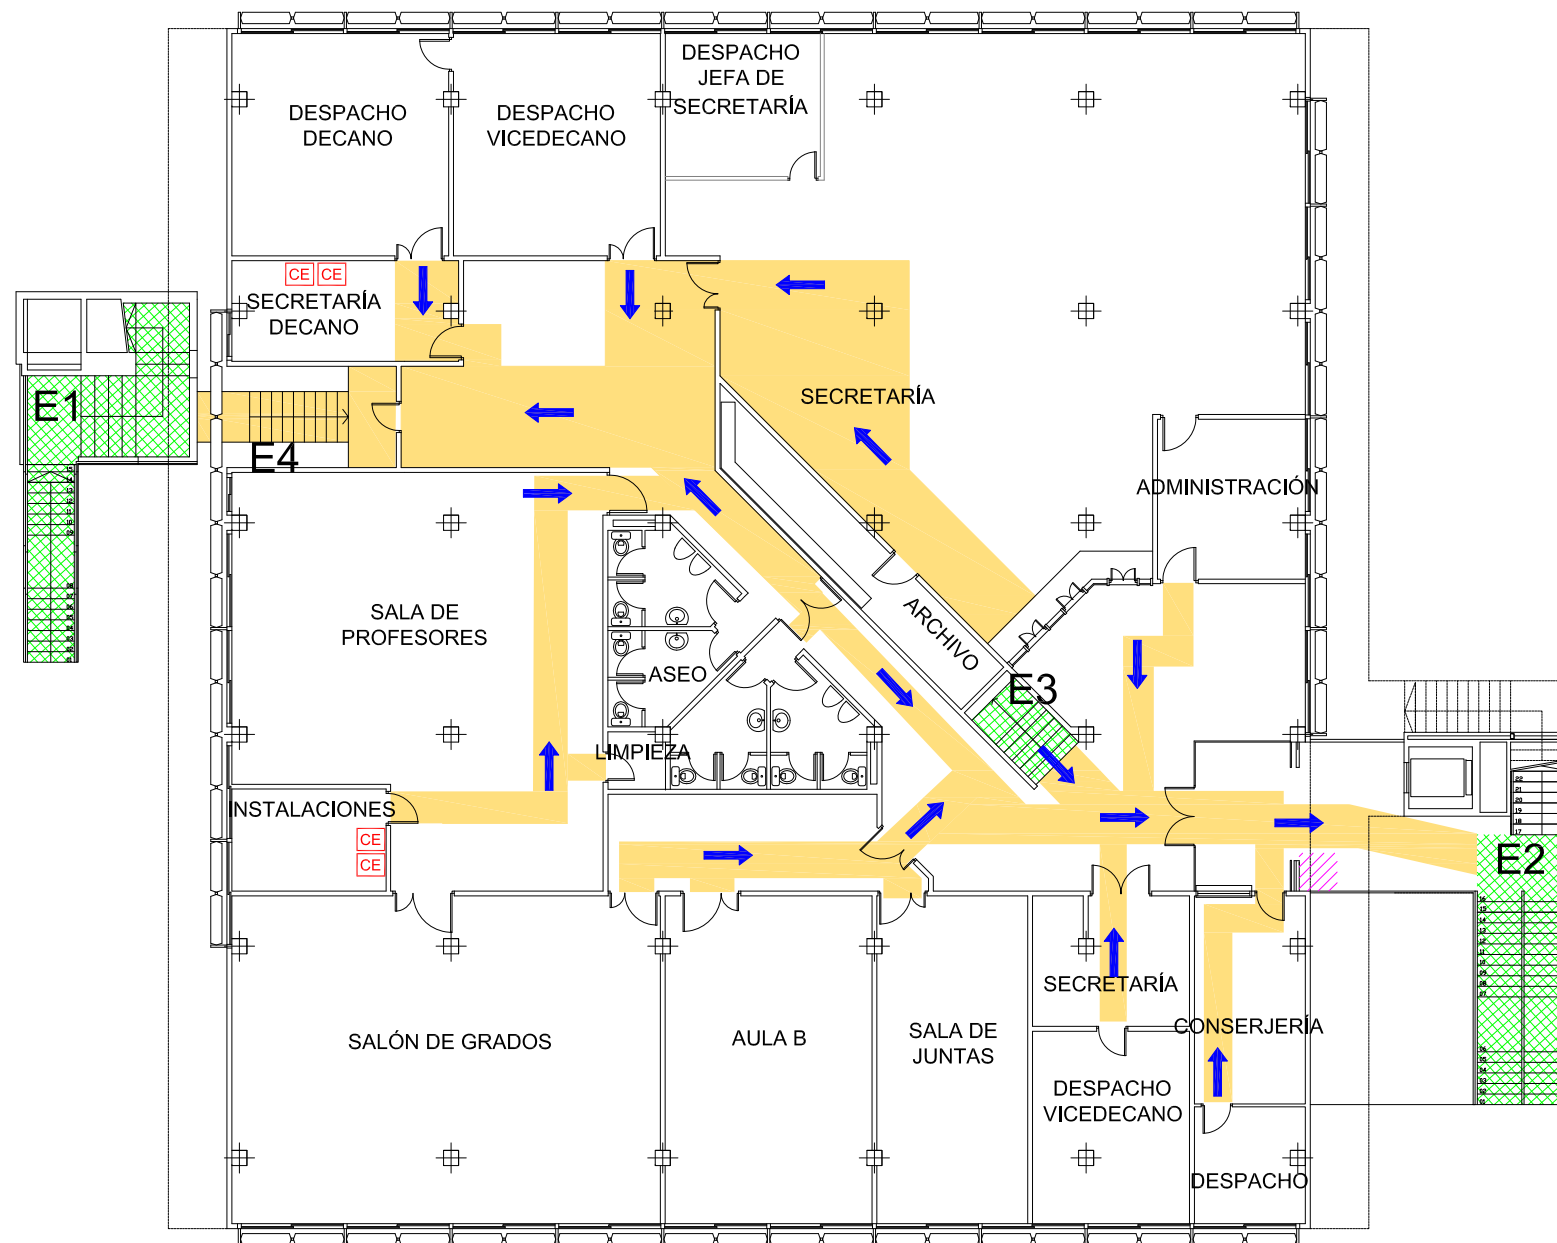 DESPACHO
DECANO
DESPACHO
VICEDECANO
DESPACHO
JEFA DE
SECRETARÍA
CE CE
SECRETARÍA
DECANO
E1
E4
SECRETARÍA
ADMINISTRACIÓN
SALA DE
PROFESORES
ASEO
ARCHIVO
E3
LIMPIEZA
INSTALACIONES
CE
CE
E2
SALÓN DE GRADOS
AULA B
SALA DE
JUNTAS
SECRETARÍA
CONSERJERÍA
DESPACHO
VICEDECANO
DESPACHO